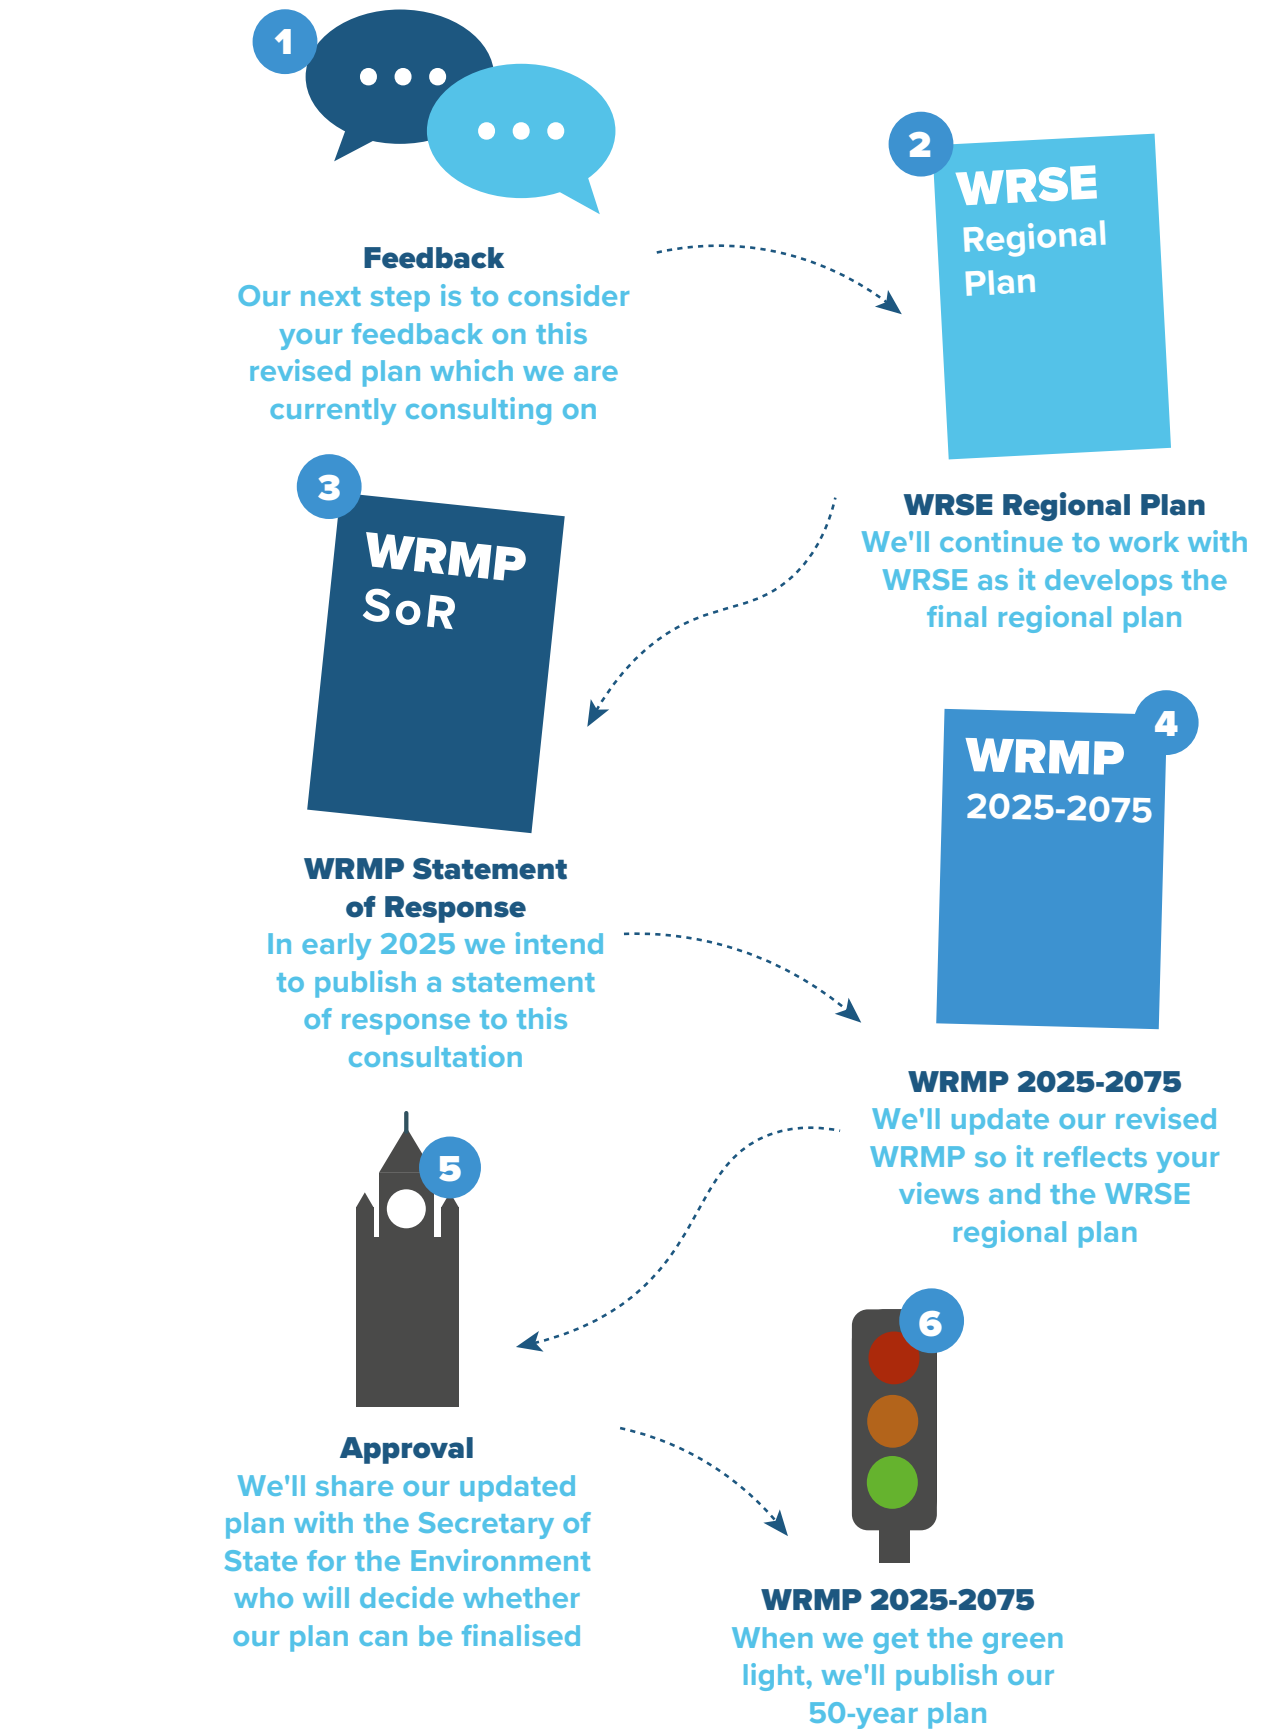 1
Feedback
Our next step is to consider
your feedback on this
revised plan which we are
currently consulting on
2
WRSE
Regional
Plan
WRSE Regional Plan
We'll continue to work with
WRSE as it develops the
final regional plan
3
WRMP
SoR
WRMP Statement
of Response
In early 2025 we intend
to publish a statement
of response to this
consultation
4
WRMP
2025-2075
WRMP 2025-2075
We'll update our revised
WRMP so it reflects your
views and the WRSE
regional plan
5
Approval
We'll share our updated
plan with the Secretary of
State for the Environment
who will decide whether
our plan can be finalised
6
WRMP 2025-2075
When we get the green
light, we'll publish our
50-year plan